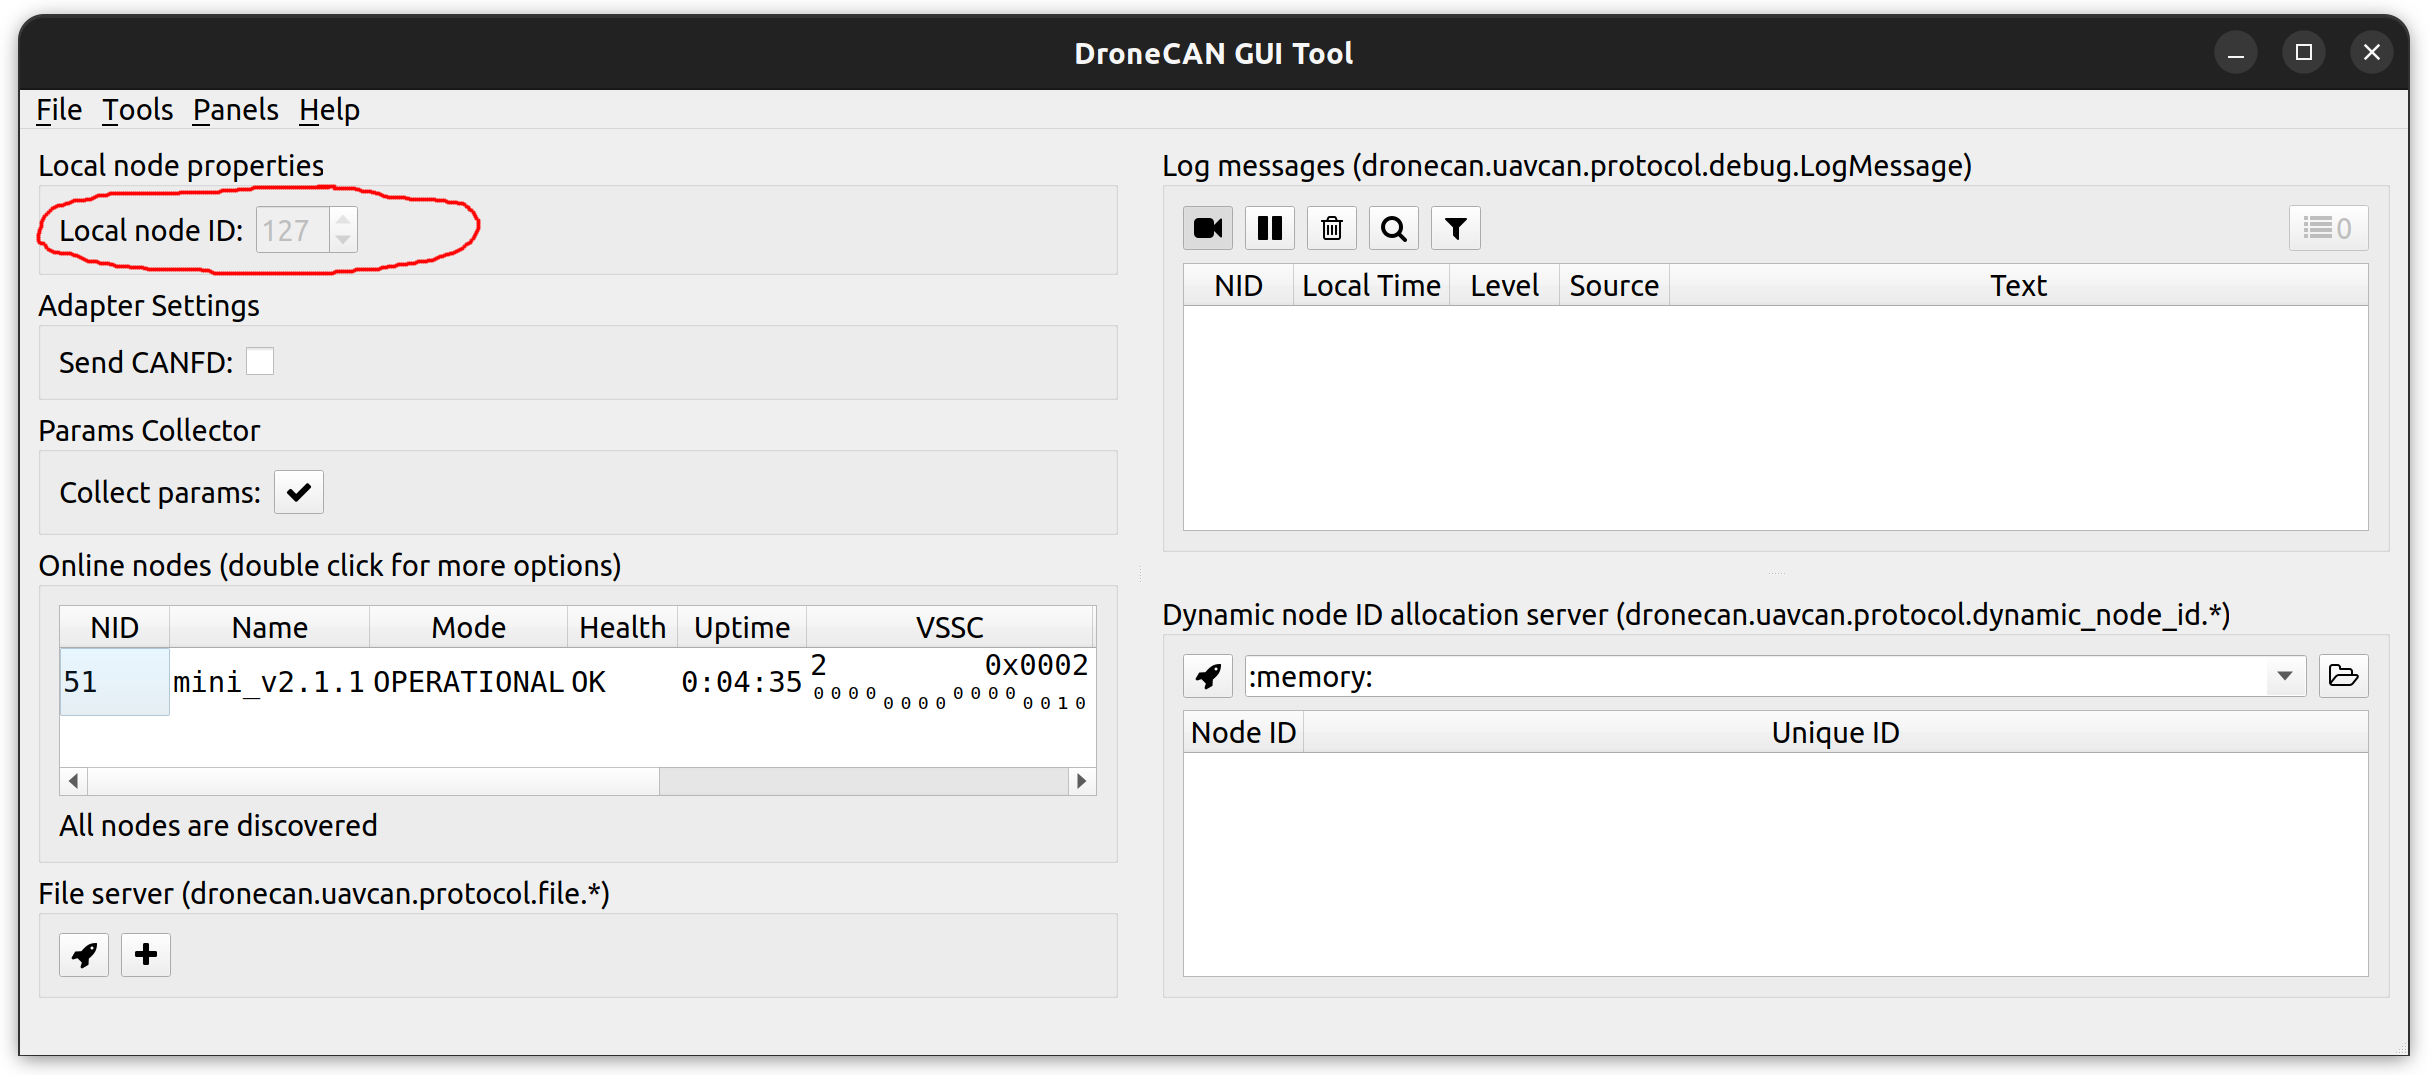 DroneCAN GUI Tool
File Tools Panels Help
Local node properties
Local node ID: 127
Adapter Settings
Send CANFD:
Params Collector
Collect params:
Online nodes (double click for more options)
NID Name Mode Health Uptime VSSC
51 mini_v2.1.1 OPERATIONAL OK 0:04:35 2 0x0002
0000 0000 0000 0010
All nodes are discovered
File server (dronecan.uavcan.protocol.file.*)
Log messages (dronecan.uavcan.protocol.debug.LogMessage)
0
NID Local Time Level Source Text
Dynamic node ID allocation server (dronecan.uavcan.protocol.dynamic_node_id.*)
:memory:
Node ID Unique ID